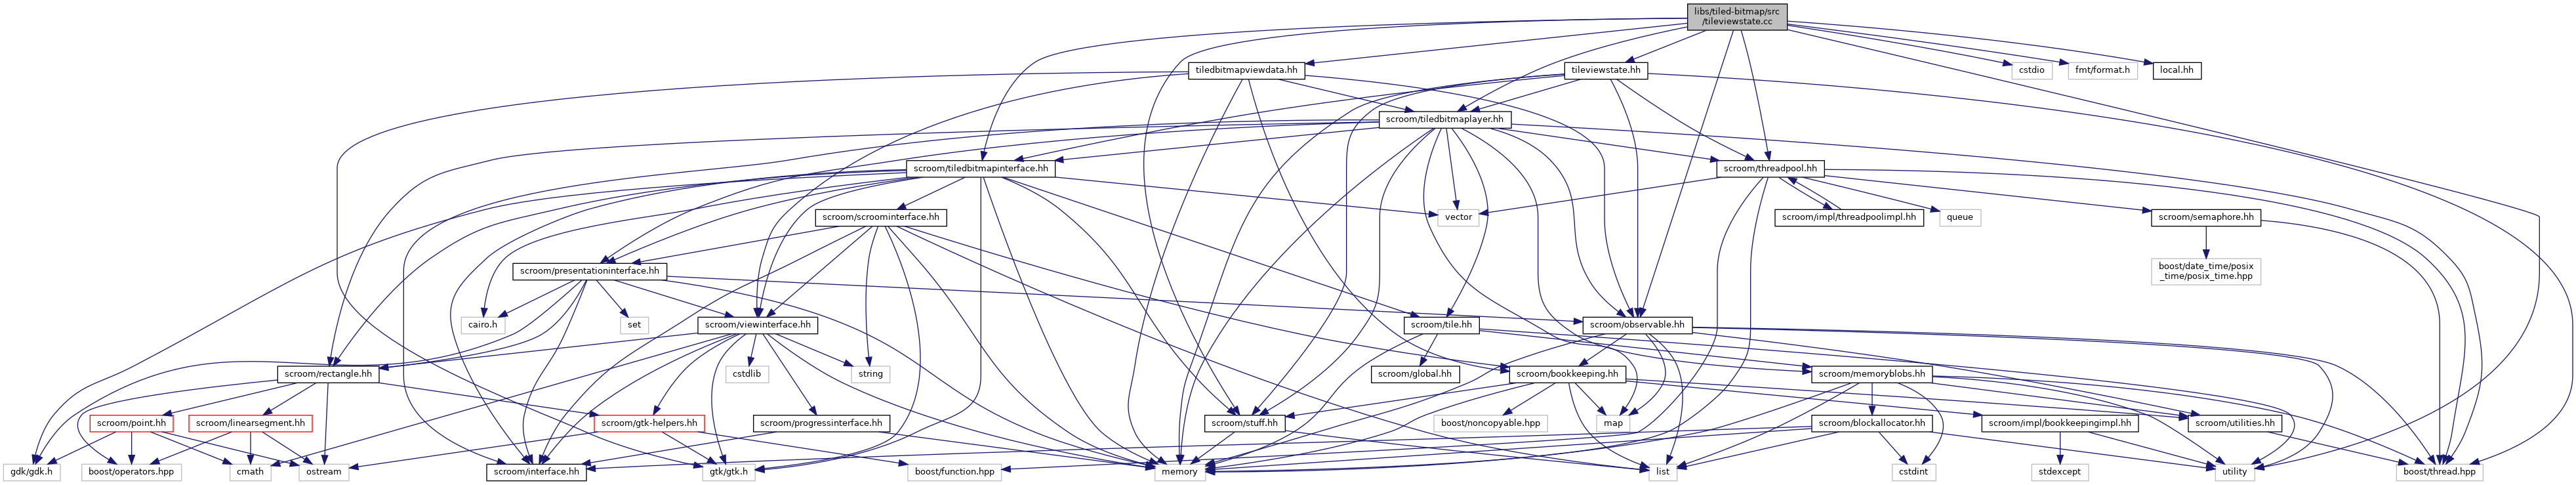 libs/tiled-bitmap/src
/tileviewstate.cc
tiledbitmapviewdata.hh
tileviewstate.hh
cstdio
fmt/format.h
local.hh
scroom/tiledbitmaplayer.hh
scroom/tiledbitmapinterface.hh
scroom/threadpool.hh
scroom/scroominterface.hh
vector
scroom/impl/threadpoolimpl.hh
queue
scroom/semaphore.hh
scroom/presentationinterface.hh
boost/date_time/posix
_time/posix_time.hpp
cairo.h
set
scroom/viewinterface.hh
scroom/tile.hh
scroom/observable.hh
scroom/rectangle.hh
cstdlib
string
scroom/global.hh
scroom/bookkeeping.hh
scroom/memoryblobs.hh
scroom/point.hh
scroom/linearsegment.hh
scroom/gtk-helpers.hh
scroom/progressinterface.hh
scroom/stuff.hh
boost/noncopyable.hpp
map
scroom/blockallocator.hh
scroom/impl/bookkeepingimpl.hh
scroom/utilities.hh
gdk/gdk.h
boost/operators.hpp
cmath
ostream
scroom/interface.hh
gtk/gtk.h
boost/function.hpp
memory
list
cstdint
stdexcept
utility
boost/thread.hpp